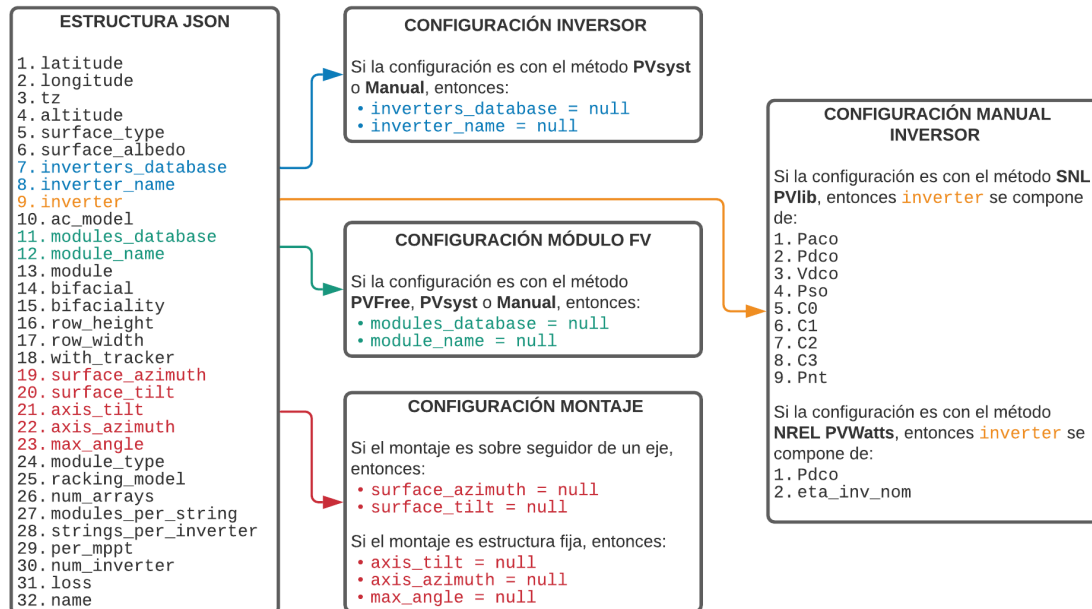 ESTRUCTURA JSON
1. latitude
2. longitude
3. tz
4. altitude
5. surface_type
6. surface_albedo
7. inverters_database
8. inverter_name
9. inverter
10. ac_model
11. modules_database
12. module_name
13. module
14. bifacial
15. bifaciality
16. row_height
17. row_width
18. with_tracker
19. surface_azimuth
20. surface_tilt
21. axis_tilt
22. axis_azimuth
23. max_angle
24. module_type
25. racking_model
26. num_arrays
27. modules_per_string
28. strings_per_inverter
29. per_mppt
30. num_inverter
31. loss
32. name
CONFIGURACIÓN INVERSOR
Si la configuración es con el método PVsyst
o Manual, entonces:
• inverters_database = null
• inverter_name = null
CONFIGURACIÓN MÓDULO FV
Si la configuración es con el método
PVFree, PVsyst o Manual, entonces:
• modules_database = null
• module_name = null
CONFIGURACIÓN MONTAJE
Si el montaje es sobre seguidor de un eje,
entonces:
• surface_azimuth = null
• surface_tilt = null
Si el montaje es estructura fija, entonces:
• axis_tilt = null
• axis_azimuth = null
• max_angle = null
CONFIGURACIÓN MANUAL
INVERSOR
Si la configuración es con el método SNL
PVlib, entonces inverter se compone
de:
1. Paco
2. Pdco
3. Vdco
4. Pso
5. C0
6. C1
7. C2
8. C3
9. Pnt
Si la configuración es con el método
NREL PVWatts, entonces inverter se
compone de:
1. Pdco
2. eta_inv_nom